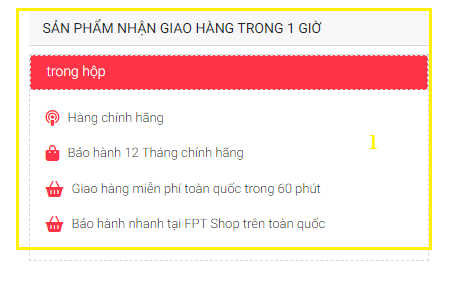 SẢN PHẨM NHẬN GIAO HÀNG TRONG 1 GIỜ
trong hộp
Hàng chính hãng
1
Bảo hành 12 Tháng chính hãng
Giao hàng miễn phí toàn quốc trong 60 phút
Bảo hành nhanh tại FPT Shop trên toàn quốc